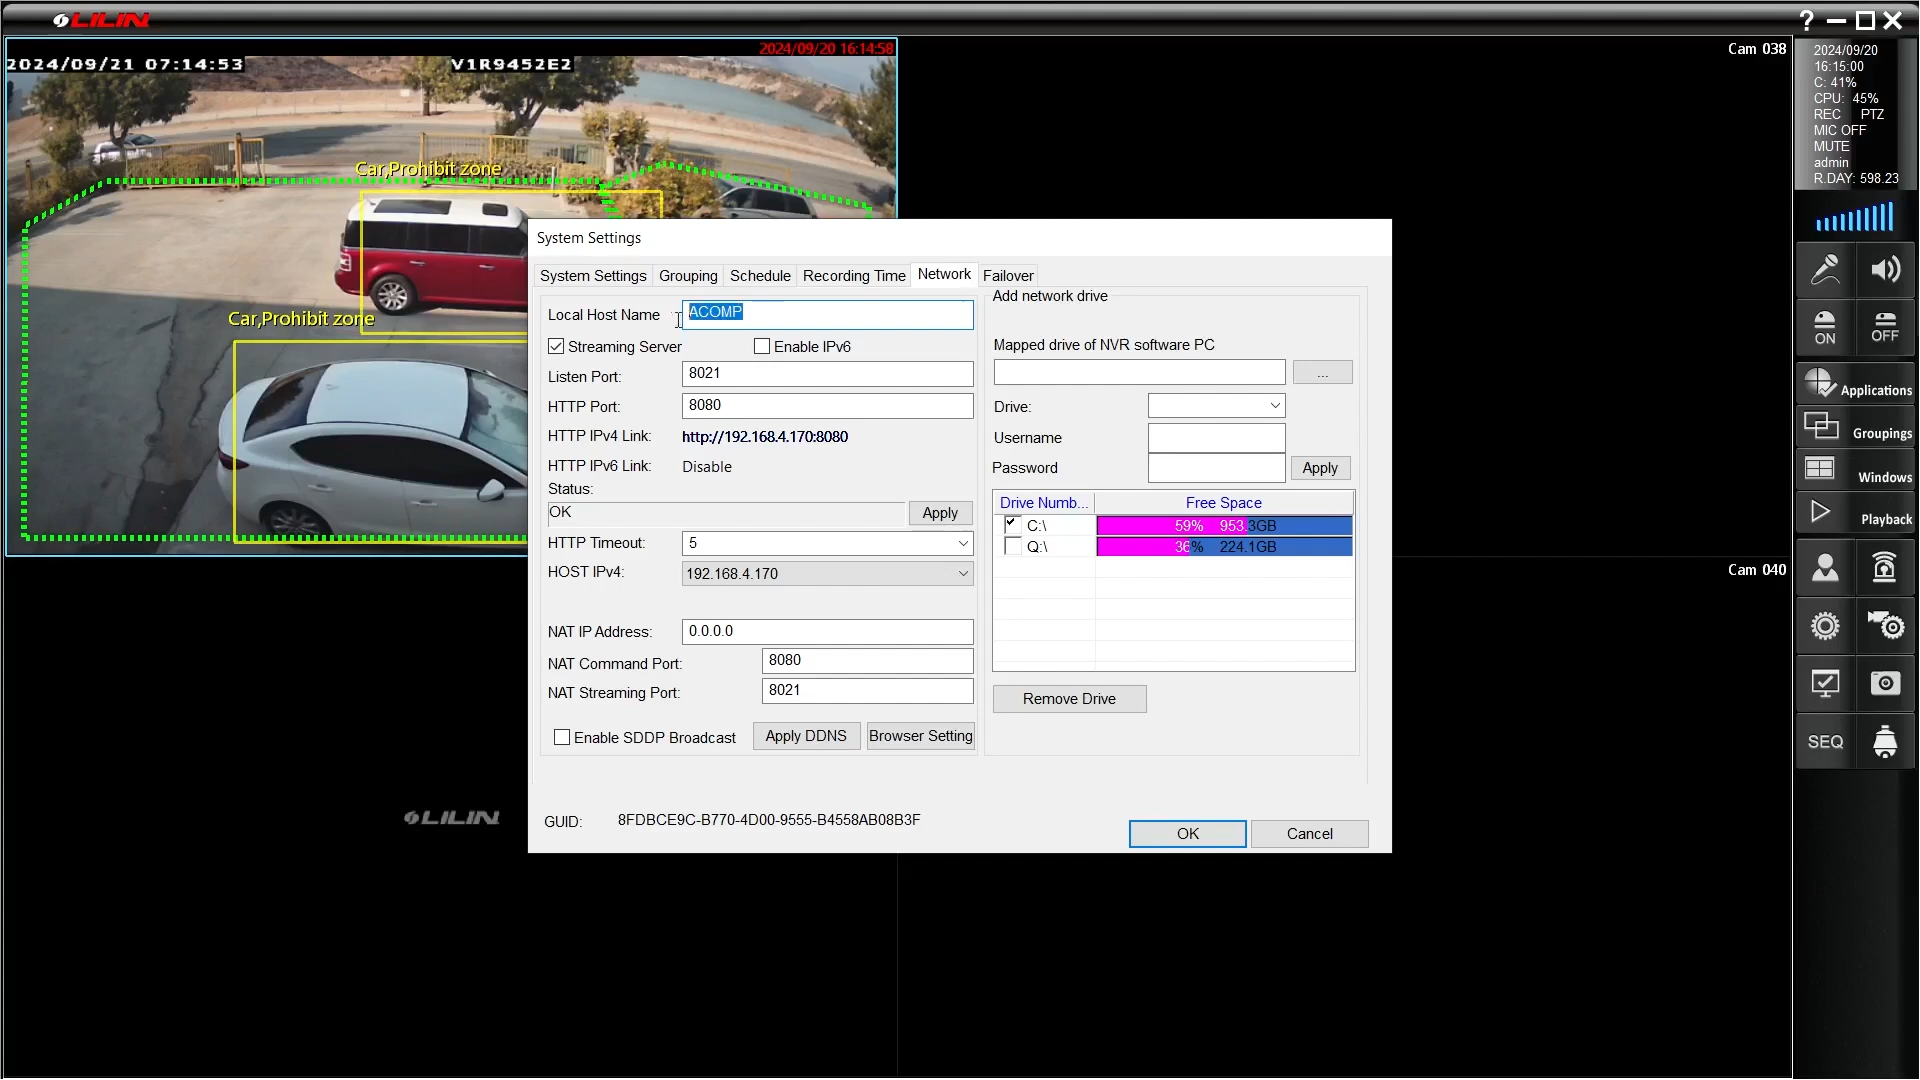 LILIN
?
2024/09/20 16:14:58
2024/09/21 07:14:53
V1R9452E2
Car,Prohibit zone
Car,Prohibit zone
Cam 038
Cam 040
LILIN
2024/09/20
16:15:00
C: 41%
CPU: 45%
REC PTZ
MIC OFF
MUTE
admin
R.DAY: 598.23
ON
OFF
Applications
Groupings
Windows
Playback
SEQ
System Settings
System Settings Grouping Schedule Recording Time Network Failover
Local Host Name ACOMP
Streaming Server Enable IPv6
Listen Port: 8021
HTTP Port: 8080
HTTP IPv4 Link: http://192.168.4.170:8080
HTTP IPv6 Link: Disable
Status:
OK Apply
HTTP Timeout: 5
HOST IPv4: 192.168.4.170
NAT IP Address: 0.0.0.0
NAT Command Port: 8080
NAT Streaming Port: 8021
Enable SDDP Broadcast Apply DDNS Browser Setting
Add network drive
Mapped drive of NVR software PC
...
Drive:
Username
Password Apply
Drive Numb... Free Space
C:\ 59% 953.3GB
Q:\ 36% 224.1GB
Remove Drive
GUID: 8FDBCE9C-B770-4D00-9555-B4558AB08B3F
OK Cancel